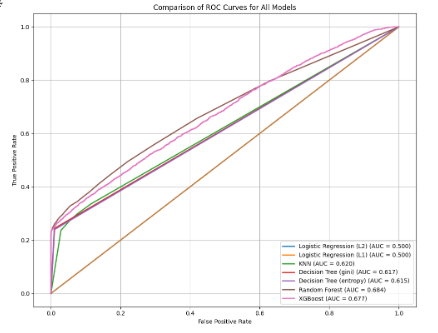 Comparison of ROC Curves for All Models
1.0
0.8
0.6
0.4
0.2
0.0
True Positive Rate
Logistic Regression (L2) (AUC = 0.500)
Logistic Regression (L1) (AUC = 0.500)
KNN (AUC = 0.620)
Decision Tree (gini) (AUC = 0.617)
Decision Tree (entropy) (AUC = 0.615)
Random Forest (AUC = 0.684)
XGBoost (AUC = 0.677)
0.0 0.2 0.4 0.6 0.8 1.0
False Positive Rate